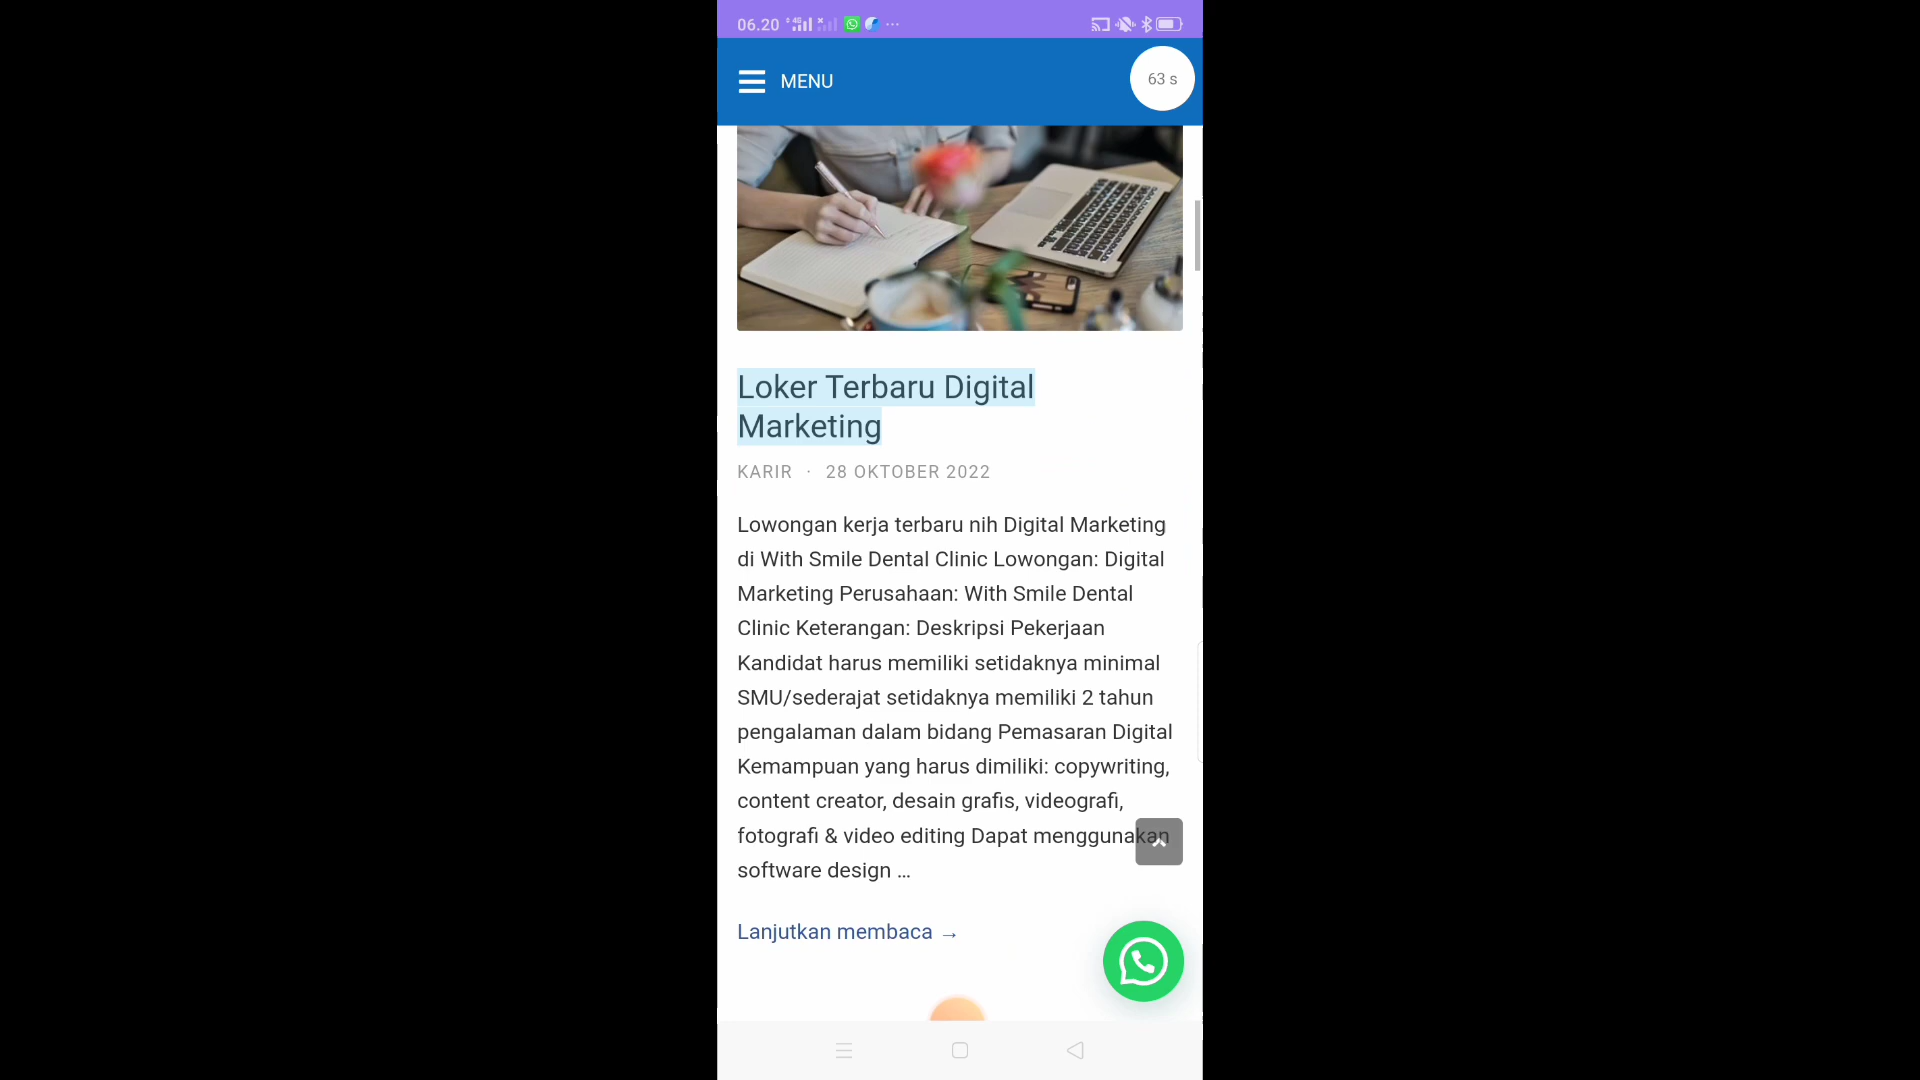 06.20
MENU
63 s
Loker Terbaru Digital
Marketing
KARIR · 28 OKTOBER 2022
Lowongan kerja terbaru nih Digital Marketing
di With Smile Dental Clinic Lowongan: Digital
Marketing Perusahaan: With Smile Dental
Clinic Keterangan: Deskripsi Pekerjaan
Kandidat harus memiliki setidaknya minimal
SMU/sederajat setidaknya memiliki 2 tahun
pengalaman dalam bidang Pemasaran Digital
Kemampuan yang harus dimiliki: copywriting,
content creator, desain grafis, videografi,
fotografi & video editing Dapat menggunakan
software design …
Lanjutkan membaca →